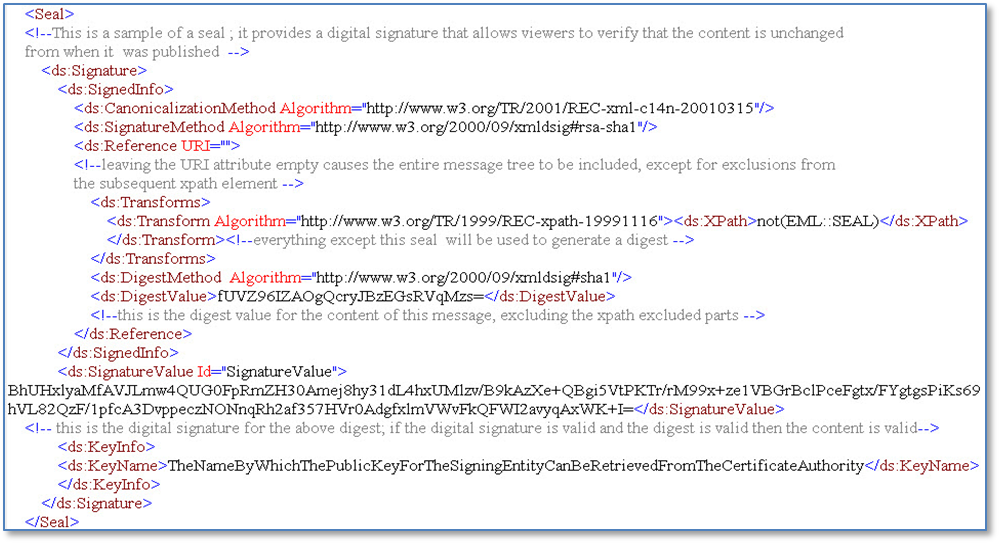 <Seal>
<!--This is a sample of a seal ; it provides a digital signature that allows viewers to verify that the content is unchanged
from when it  was published  -->
<ds:Signature>
<ds:SignedInfo>
<ds:CanonicalizationMethod Algorithm="http://www.w3.org/TR/2001/REC-xml-c14n-20010315"/>
<ds:SignatureMethod Algorithm="http://www.w3.org/2000/09/xmldsig#rsa-sha1"/>
<ds:Reference URI="">
<!--leaving the URI attribute empty causes the entire message tree to be included, except for exclusions from
the subsequent xpath element -->
<ds:Transforms>
<ds:Transform Algorithm="http://www.w3.org/TR/1999/REC-xpath-19991116"><ds:XPath>not(EML::SEAL)</ds:XPath>
</ds:Transform><!--everything except this seal  will be used to generate a digest -->
</ds:Transforms>
<ds:DigestMethod  Algorithm="http://www.w3.org/2000/09/xmldsig#sha1"/>
<ds:DigestValue>fUVZ96IZAOgQcryJBzEGsRVqMzs=</ds:DigestValue>
<!--this is the digest value for the content of this message, excluding the xpath excluded parts -->
</ds:Reference>
</ds:SignedInfo>
<ds:SignatureValue Id="SignatureValue">
BhUHxlyaMfAVJLmw4QUG0FpRmZH30Amej8hy31dL4hxUMlzw/B9kAzXe+QBgi5VtPKTr/rM99x+ze1VBGrBclPceFgtx/FYgtgsPiKs69
hVL82QzF/1pfcA3DvppeczNONnqRh2af357HVr0AdgfxlmVWvFkQFWI2avyqAxWK+I=</ds:SignatureValue>
<!-- this is the digital signature for the above digest; if the digital signature is valid and the digest is valid then the content is valid-->
<ds:KeyInfo>
<ds:KeyName>TheNameByWhichThePublicKeyForTheSigningEntityCanBeRetrievedFromTheCertificateAuthority</ds:KeyName>
</ds:KeyInfo>
</ds:Signature>
</Seal>